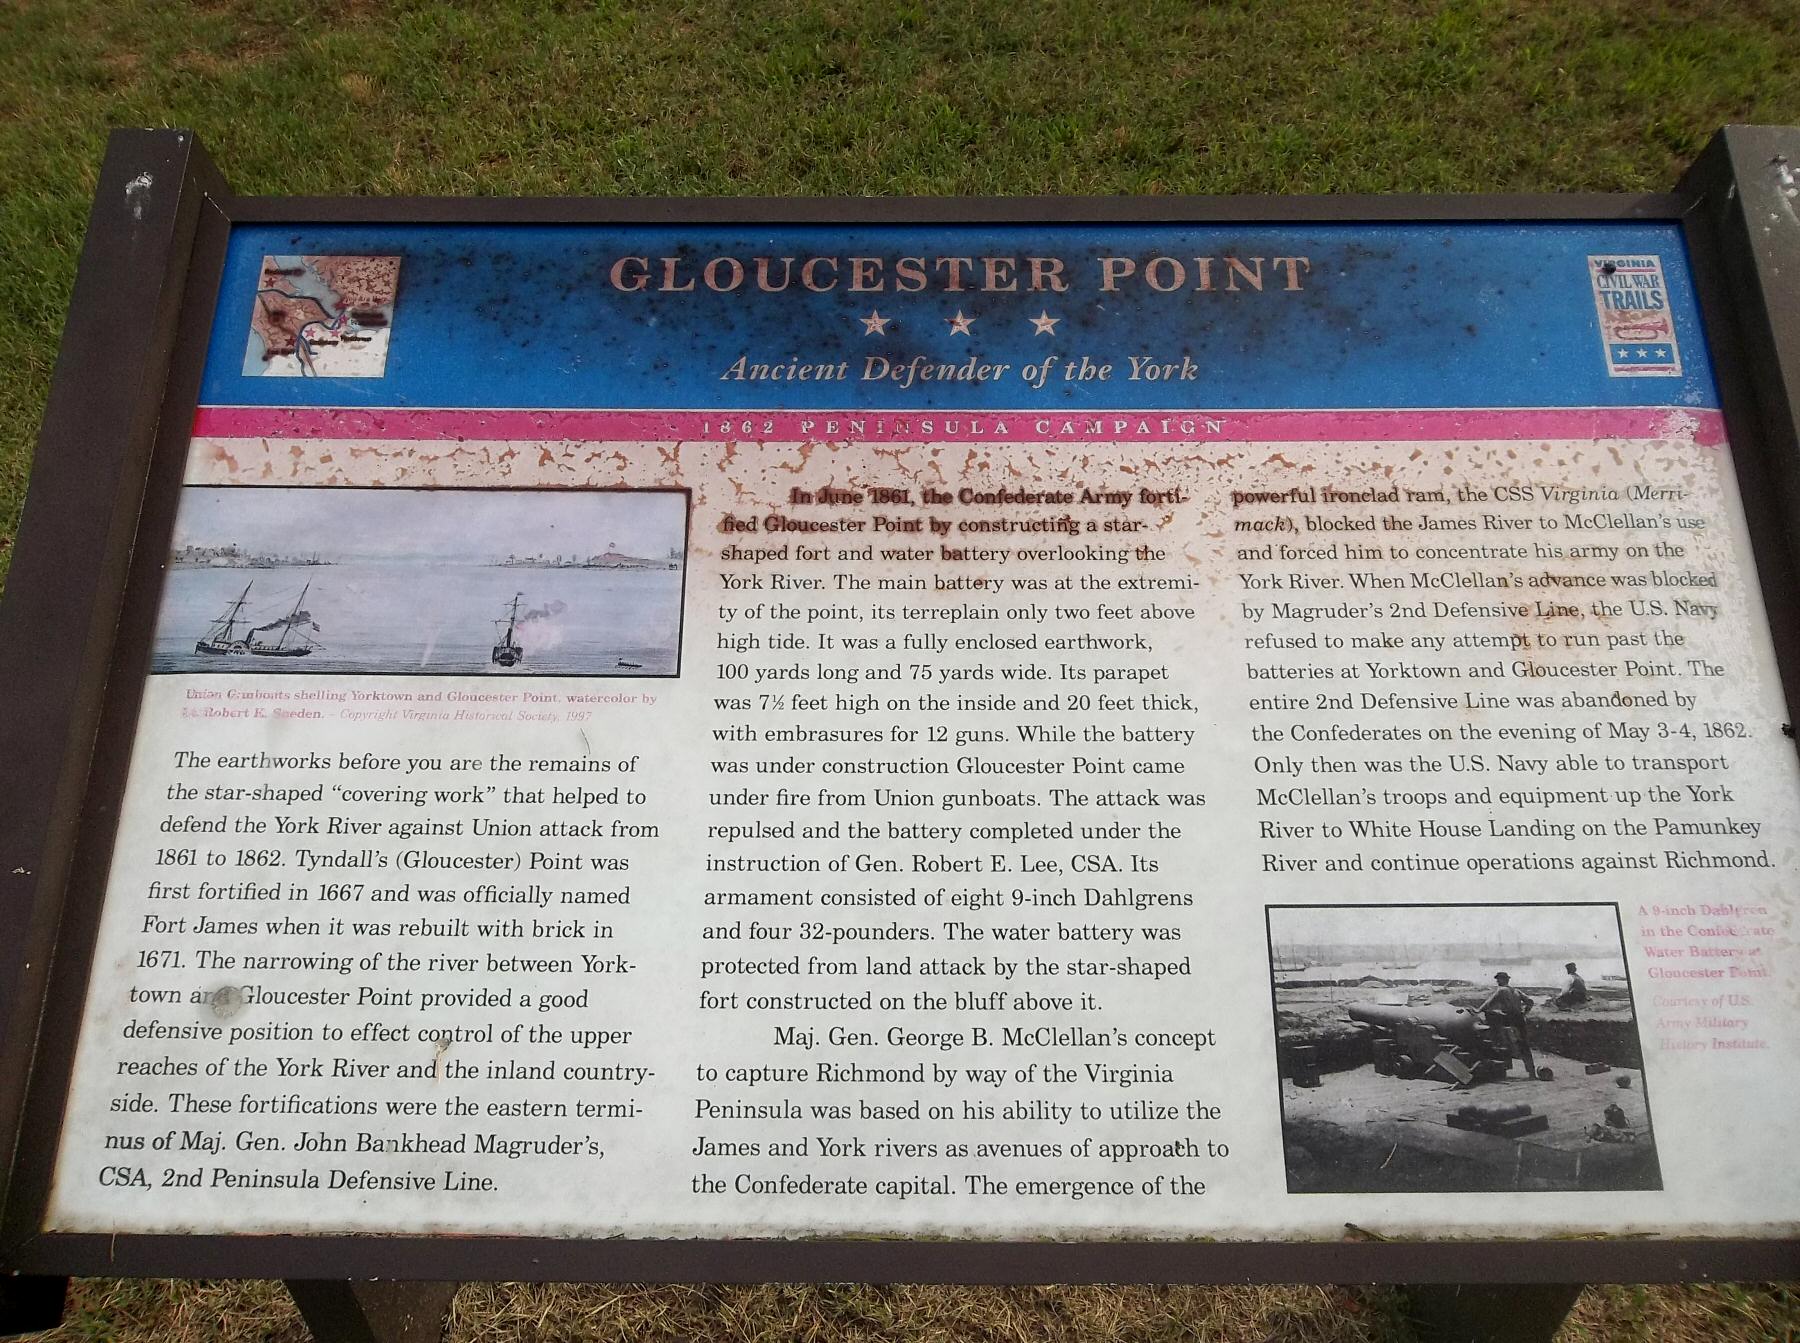 GLOUCESTER POINT
Ancient Defender of the York
VIRGINIA
CIVIL WAR
TRAILS
1862 PENINSULA CAMPAIGN
Union Gunboats shelling Yorktown and Gloucester Point, watercolor by
Robert K. Sneden. - Copyright Virginia Historical Society, 1997
The earthworks before you are the remains of
the star-shaped “covering work” that helped to
defend the York River against Union attack from
1861 to 1862. Tyndall’s (Gloucester) Point was
first fortified in 1667 and was officially named
Fort James when it was rebuilt with brick in
1671. The narrowing of the river between York-
town and Gloucester Point provided a good
defensive position to effect control of the upper
reaches of the York River and the inland country-
side. These fortifications were the eastern termi-
nus of Maj. Gen. John Bankhead Magruder’s,
CSA, 2nd Peninsula Defensive Line.
In June 1861, the Confederate Army forti-
fied Gloucester Point by constructing a star-
shaped fort and water battery overlooking the
York River. The main battery was at the extremi-
ty of the point, its terreplain only two feet above
high tide. It was a fully enclosed earthwork,
100 yards long and 75 yards wide. Its parapet
was 7½ feet high on the inside and 20 feet thick,
with embrasures for 12 guns. While the battery
was under construction Gloucester Point came
under fire from Union gunboats. The attack was
repulsed and the battery completed under the
instruction of Gen. Robert E. Lee, CSA. Its
armament consisted of eight 9-inch Dahlgrens
and four 32-pounders. The water battery was
protected from land attack by the star-shaped
fort constructed on the bluff above it.
Maj. Gen. George B. McClellan’s concept
to capture Richmond by way of the Virginia
Peninsula was based on his ability to utilize the
James and York rivers as avenues of approach to
the Confederate capital. The emergence of the
powerful ironclad ram, the CSS Virginia (Merri-
mack), blocked the James River to McClellan’s use
and forced him to concentrate his army on the
York River. When McClellan’s advance was blocked
by Magruder’s 2nd Defensive Line, the U.S. Navy
refused to make any attempt to run past the
batteries at Yorktown and Gloucester Point. The
entire 2nd Defensive Line was abandoned by
the Confederates on the evening of May 3-4, 1862.
Only then was the U.S. Navy able to transport
McClellan’s troops and equipment up the York
River to White House Landing on the Pamunkey
River and continue operations against Richmond.
A 9-inch Dahlgren
in the Confederate
Water Battery at
Gloucester Point.
Courtesy of U.S.
Army Military
History Institute.